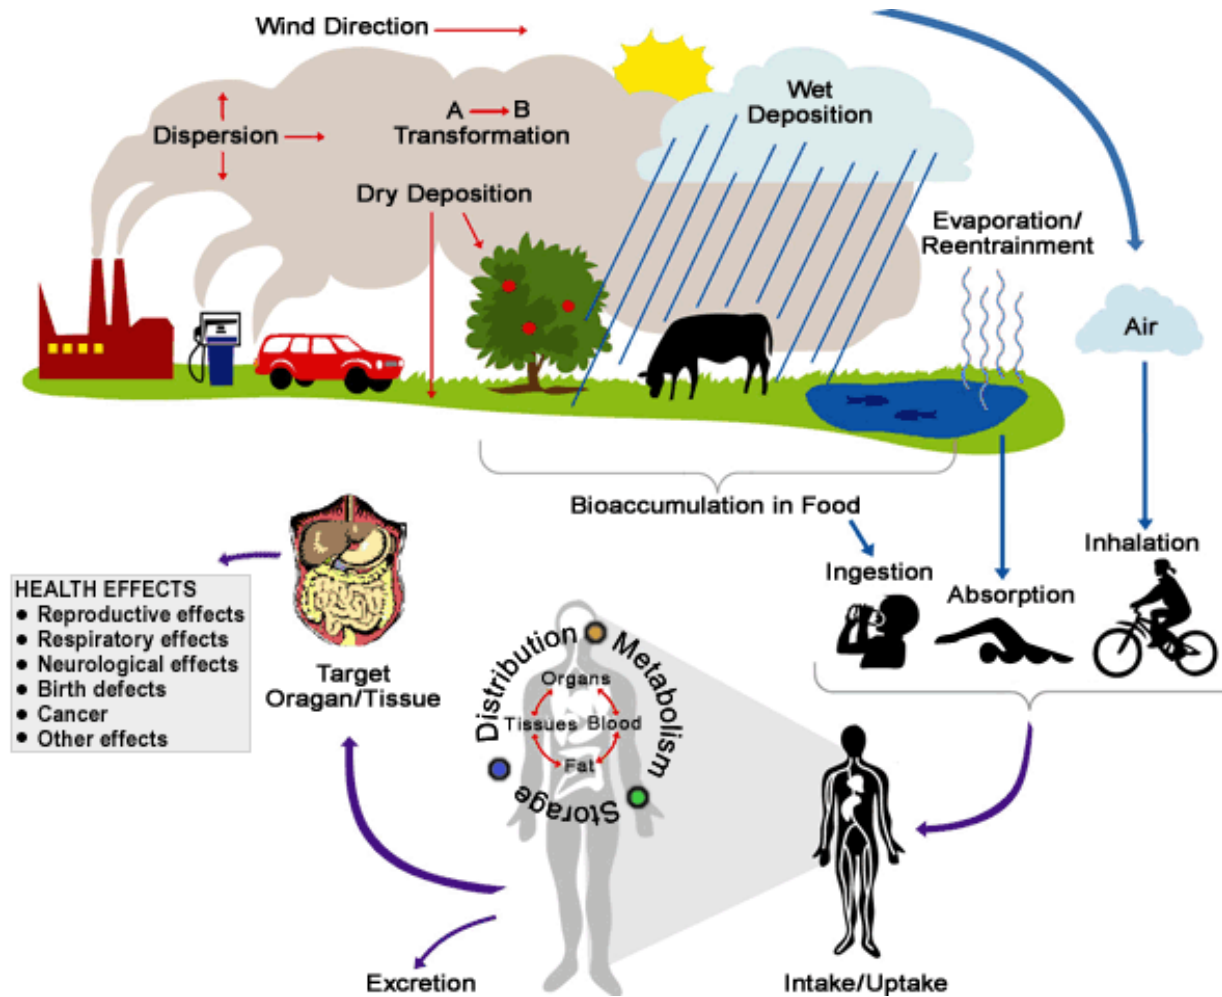 Wind Direction
Wet
Deposition
A B
Transformation
Dispersion
Dry Deposition
Evaporation/
Reentrainment
Air
Bioaccumulation in Food
Inhalation
Ingestion
Absorption
HEALTH EFFECTS
Reproductive effects
Respiratory effects
Neurological effects
Birth defects
Cancer
Other effects
Target
Oragan/Tissue
Distribution
Metabolism
Storage
Organs
Tissues Blood
Fat
Excretion
Intake/Uptake